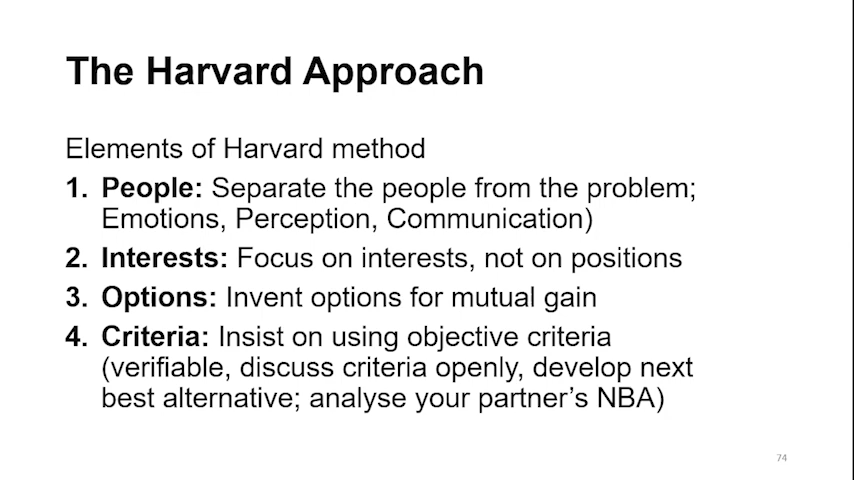 The Harvard Approach
Elements of Harvard method
1. People: Separate the people from the problem;
Emotions, Perception, Communication)
2. Interests: Focus on interests, not on positions
3. Options: Invent options for mutual gain
4. Criteria: Insist on using objective criteria
(verifiable, discuss criteria openly, develop next
best alternative; analyse your partner’s NBA)
74